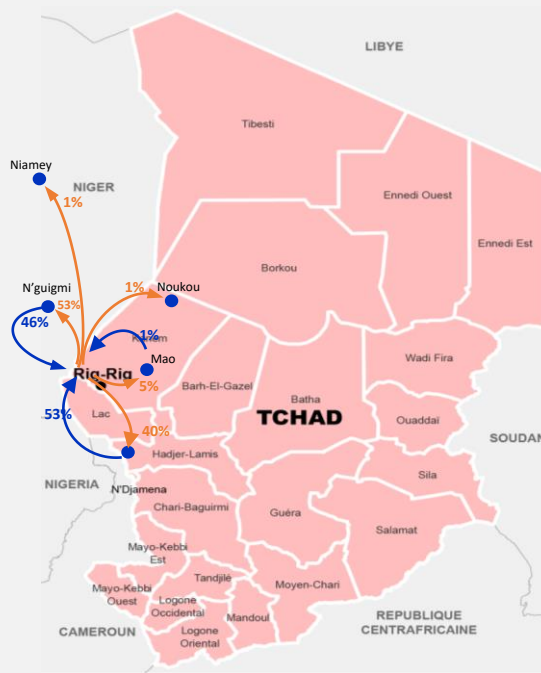 LIBYE
Tibesti
Niamey
NIGER
Ennedi Ouest
1%
Ennedi Est
Borkou
N'guigmi
Noukou
1%
53%
46%
1%
Kanem
Mao
Wadi Fira
Rig-Rig
5%
Barh-El-Gazel
Batha
TCHAD
Lac
53%
40%
Ouaddaï
SOUDAN
Hadjer-Lamis
Sila
NIGERIA
N'Djamena
Chari-Baguirmi
Guéra
Salamat
Mayo-Kebbi
Est
Tandjilé
Moyen-Chari
Mayo-Kebbi
Ouest
Logone
Occidental
Mandoul
REPUBLIQUE
CENTRAFRICAINE
CAMEROUN
Logone
Oriental